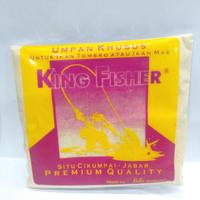 UMPAN KHUSUS
UNTUK IKAN TOMBRO ATAU IKAN MAS
KING FISHER®
SITU CIKUMPAI - JABAR
PREMIUM QUALITY